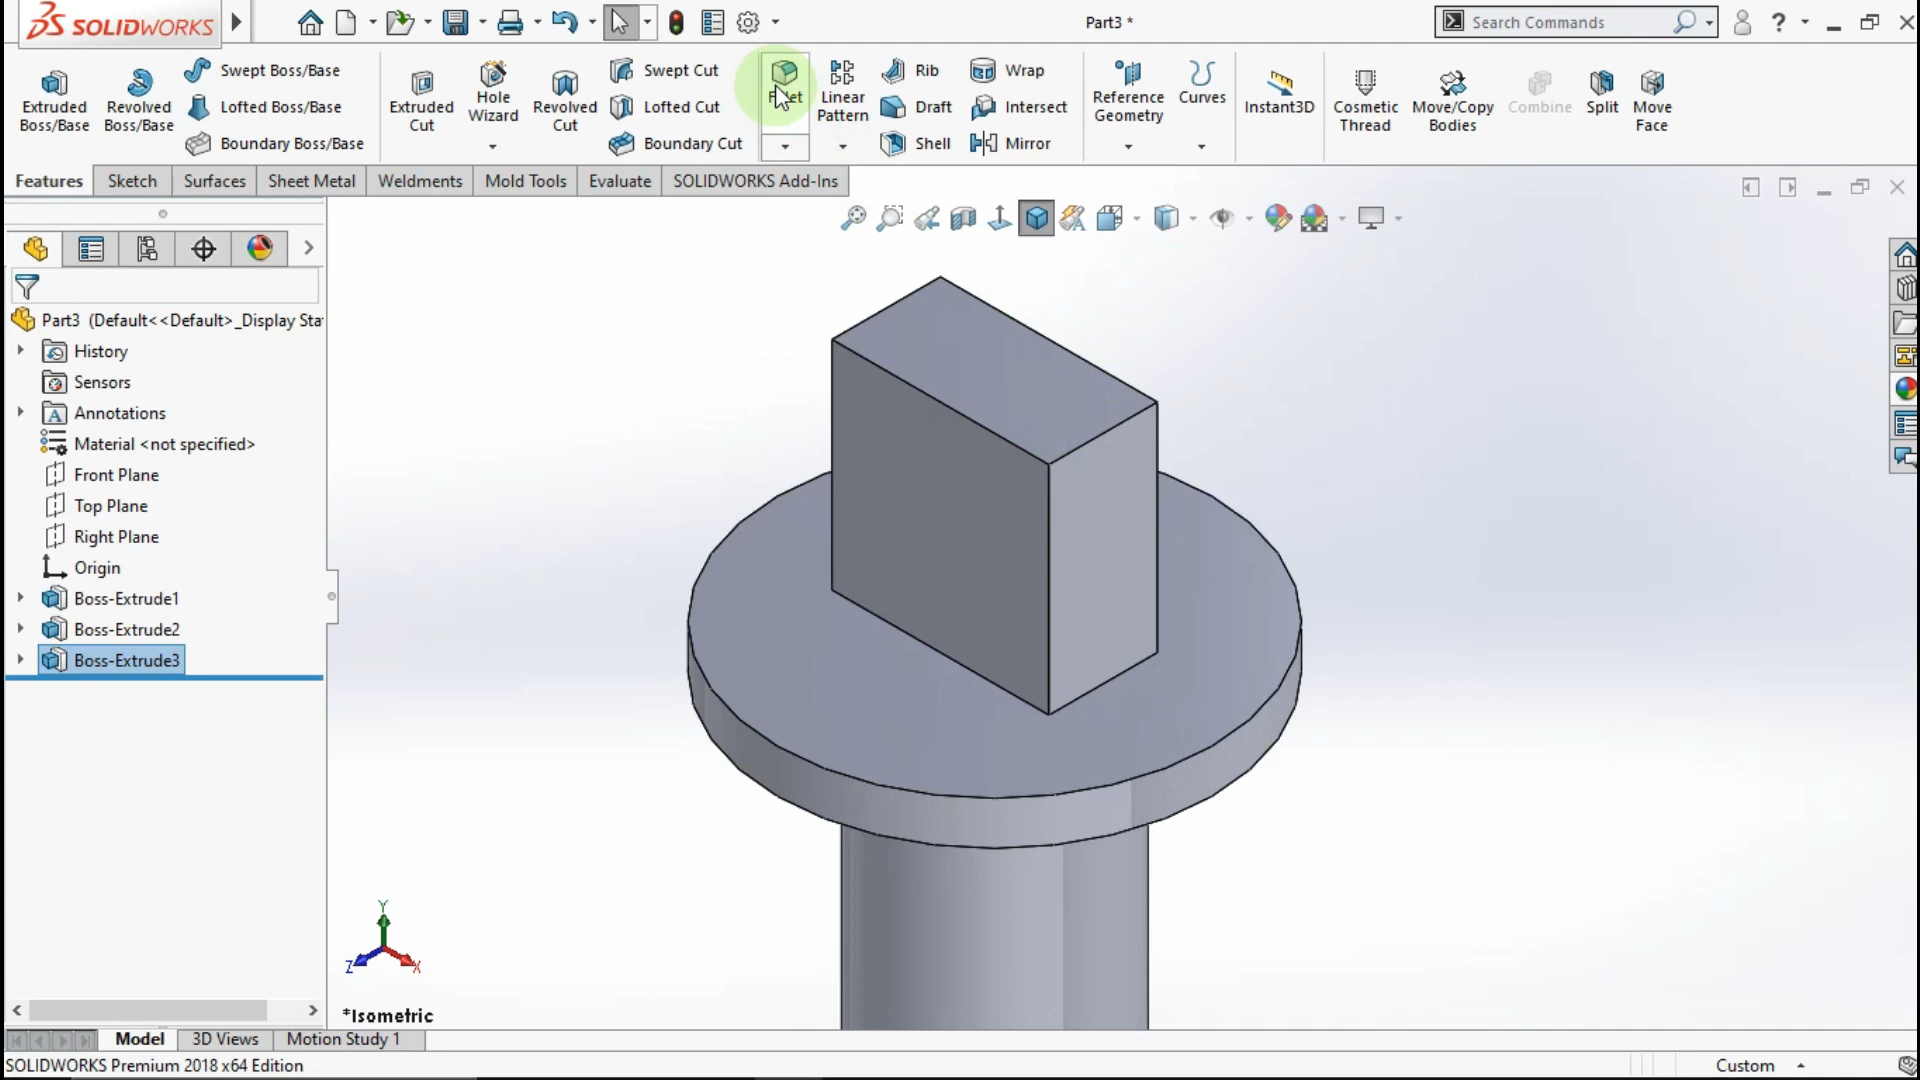 SOLIDWORKS
Part3 *
Search Commands
?
Extruded Boss/Base
Revolved Boss/Base
Swept Boss/Base
Lofted Boss/Base
Boundary Boss/Base
Extruded Cut
Hole Wizard
Revolved Cut
Swept Cut
Lofted Cut
Boundary Cut
Linear Pattern
Rib
Draft
Shell
Wrap
Intersect
Mirror
Reference Geometry
Curves
Instant3D
Cosmetic Thread
Move/Copy Bodies
Combine
Split
Move Face
Features
Sketch
Surfaces
Sheet Metal
Weldments
Mold Tools
Evaluate
SOLIDWORKS Add-Ins
Part3 (Default<<Default>_Display Sta
History
Sensors
Annotations
Material <not specified>
Front Plane
Top Plane
Right Plane
Origin
Boss-Extrude1
Boss-Extrude2
Boss-Extrude3
Y
Z
X
*Isometric
Model
3D Views
Motion Study 1
SOLIDWORKS Premium 2018 x64 Edition
Custom